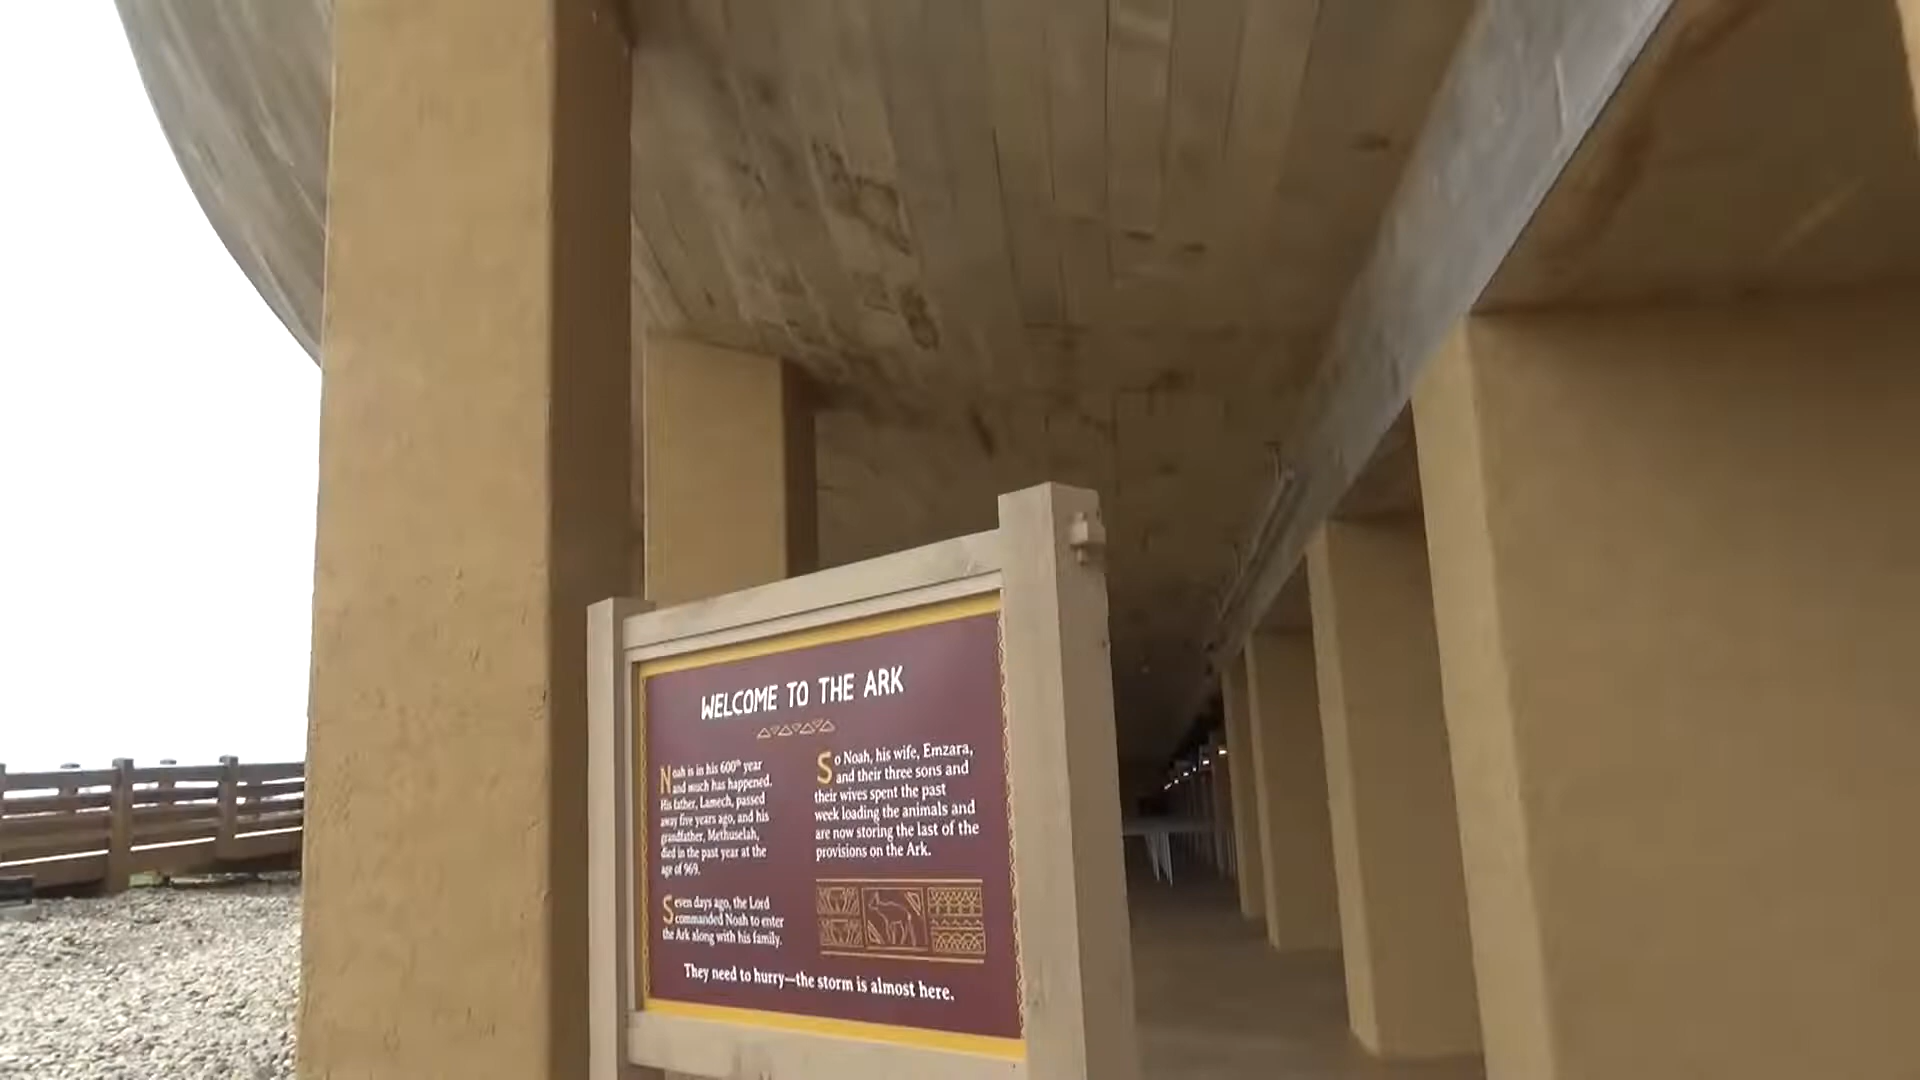 WELCOME TO THE ARK
Noah is in his 600th year
and much has happened.
His father, Lamech, passed
away five years ago, and his
grandfather, Methuselah,
died in the past year at the
age of 969.
Seven days ago, the Lord
commanded Noah to enter
the Ark along with his family.
So Noah, his wife, Emzara,
and their three sons and
their wives spent the past
week loading the animals and
are now storing the last of the
provisions on the Ark.
They need to hurry—the storm is almost here.